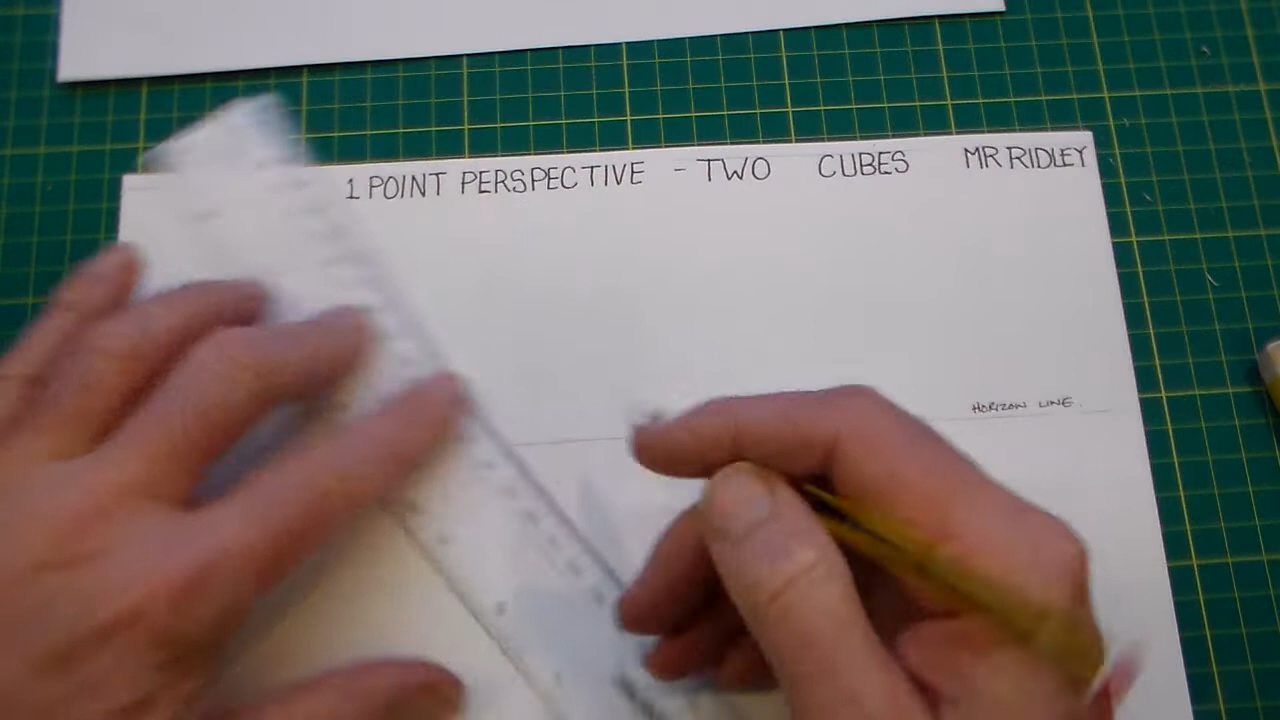 1 POINT PERSPECTIVE - TWO CUBES MR RIDLEY
HORIZON LINE